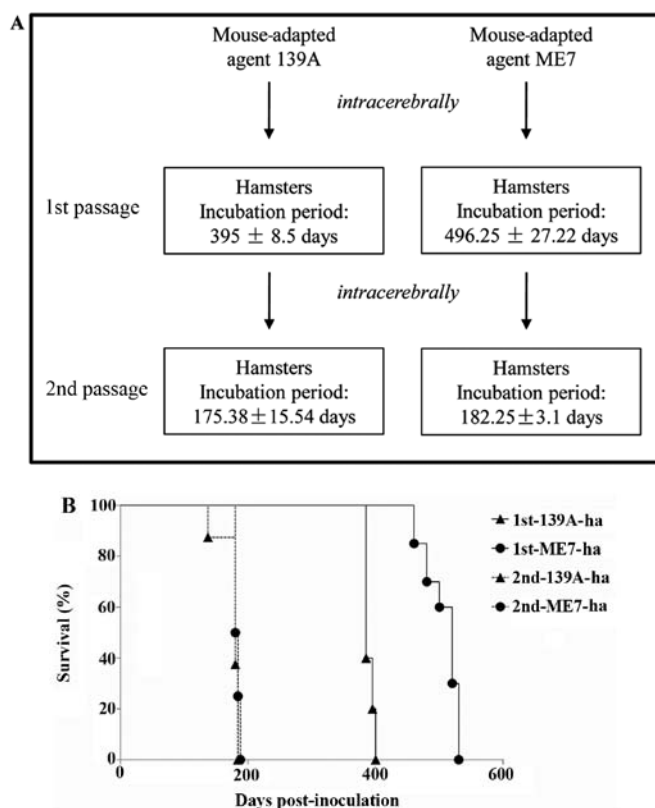 A
Mouse-adapted
agent 139A
Mouse-adapted
agent ME7
intracerebrally
1st passage
Hamsters
Incubation period:
395 ± 8.5 days
Hamsters
Incubation period:
496.25 ± 27.22 days
intracerebrally
2nd passage
Hamsters
Incubation period:
175.38±15.54 days
Hamsters
Incubation period:
182.25±3.1 days
B
100
80
60
40
20
0
Survival (%)
0
200
400
600
Days post-inoculation
1st-139A-ha
1st-ME7-ha
2nd-139A-ha
2nd-ME7-ha